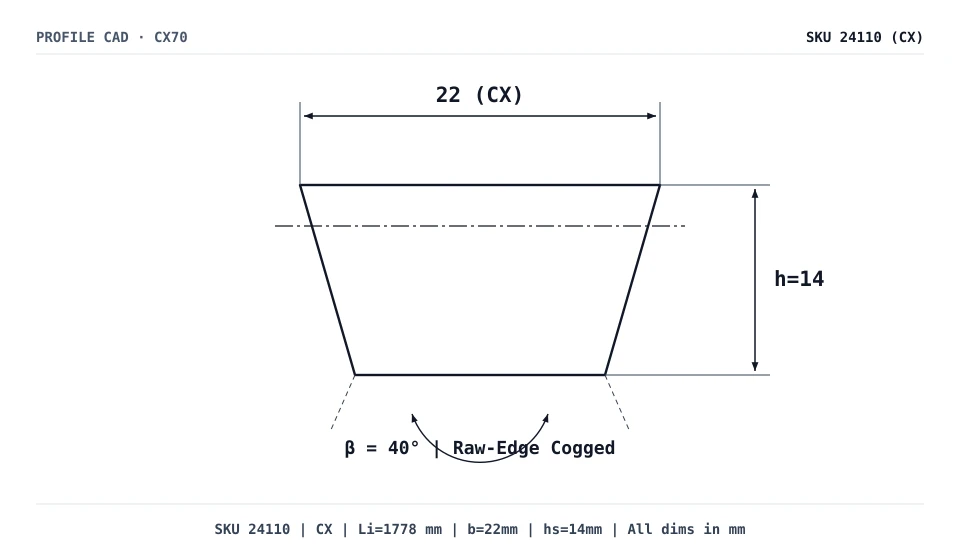 PROFILE CAD · CX70
SKU 24110 (CX)
22 (CX)
h=14
β = 40° | Raw-Edge Cogged
SKU 24110 | CX | Li=1778 mm | b=22mm | hs=14mm | All dims in mm